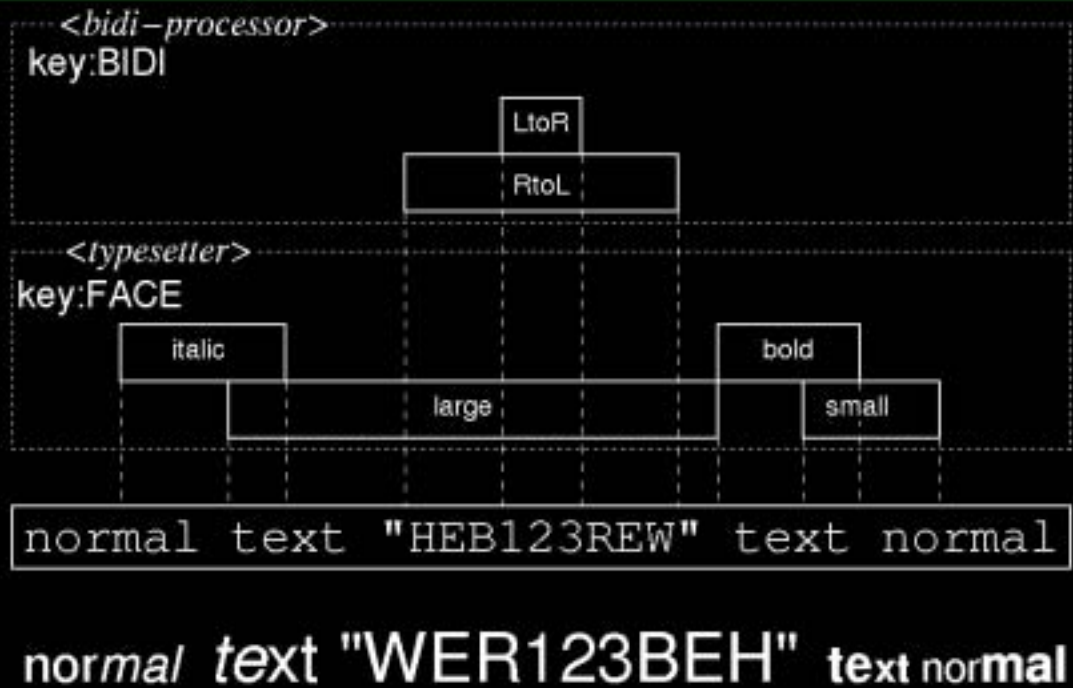 <bidi-processor>
key:BIDI
LtoR
RtoL
<typesetter>
key:FACE
italic bold
large small
normal text "HEB123REW" text normal
normal text "WER123BEH" text normal